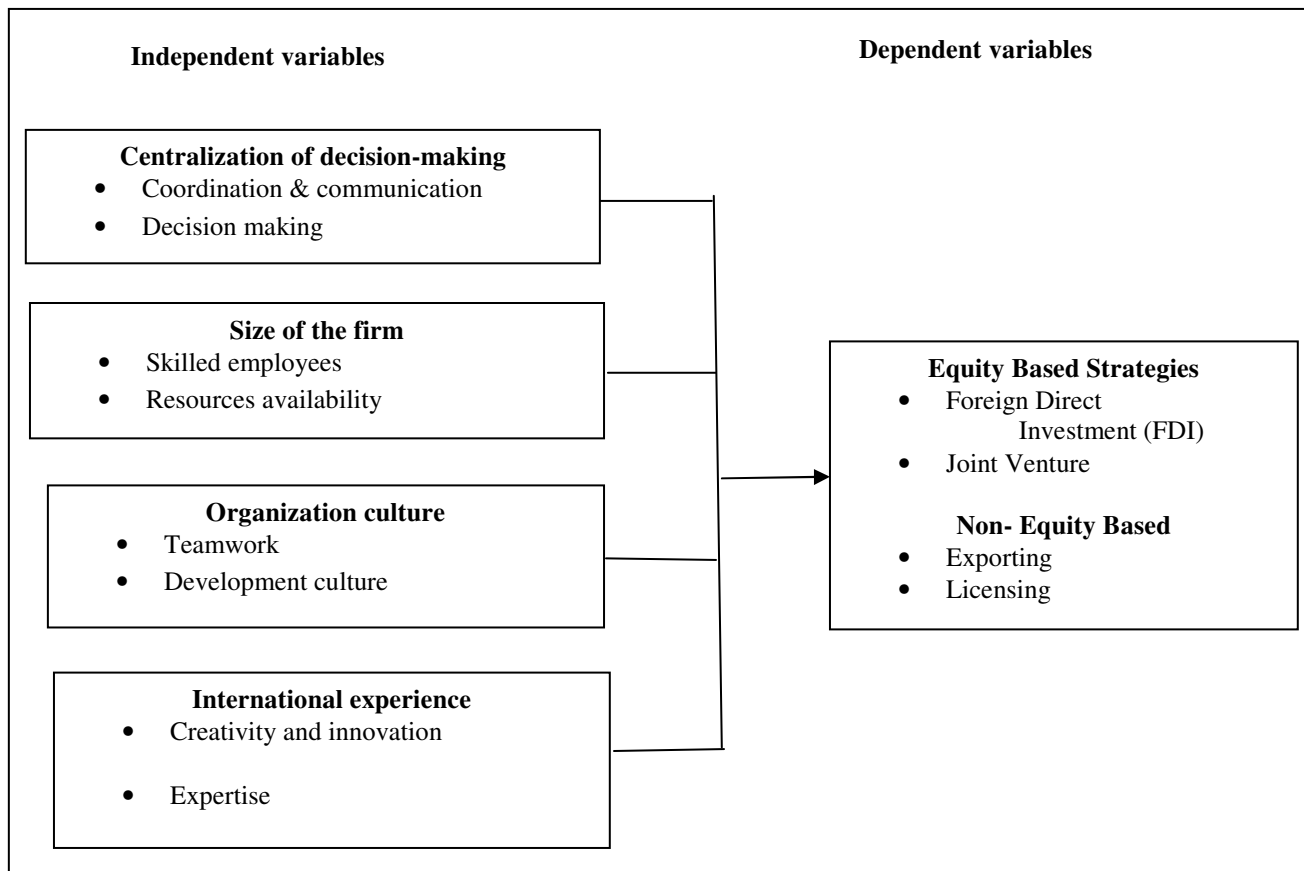 Independent variables
Dependent variables
Centralization of decision-making
• Coordination & communication
• Decision making
Size of the firm
• Skilled employees
• Resources availability
Organization culture
• Teamwork
• Development culture
International experience
• Creativity and innovation
• Expertise
Equity Based Strategies
• Foreign Direct
Investment (FDI)
• Joint Venture
Non- Equity Based
• Exporting
• Licensing